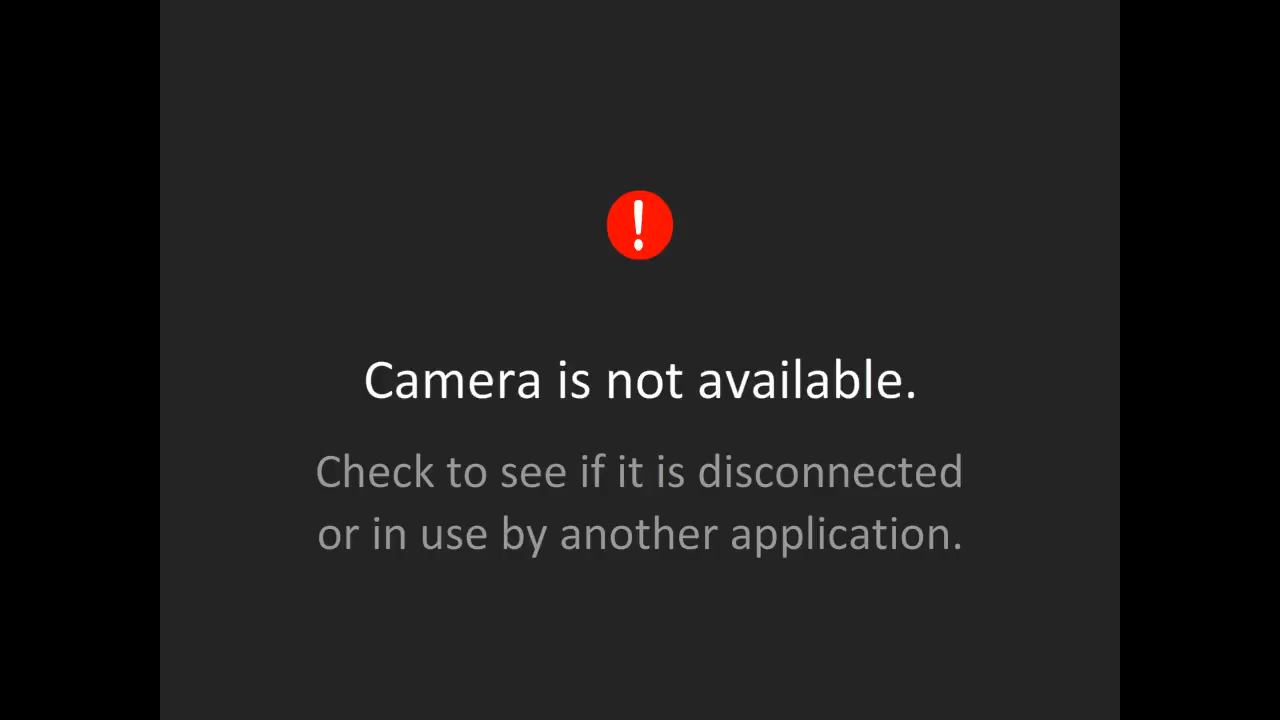 Camera is not available.
Check to see if it is disconnected
or in use by another application.